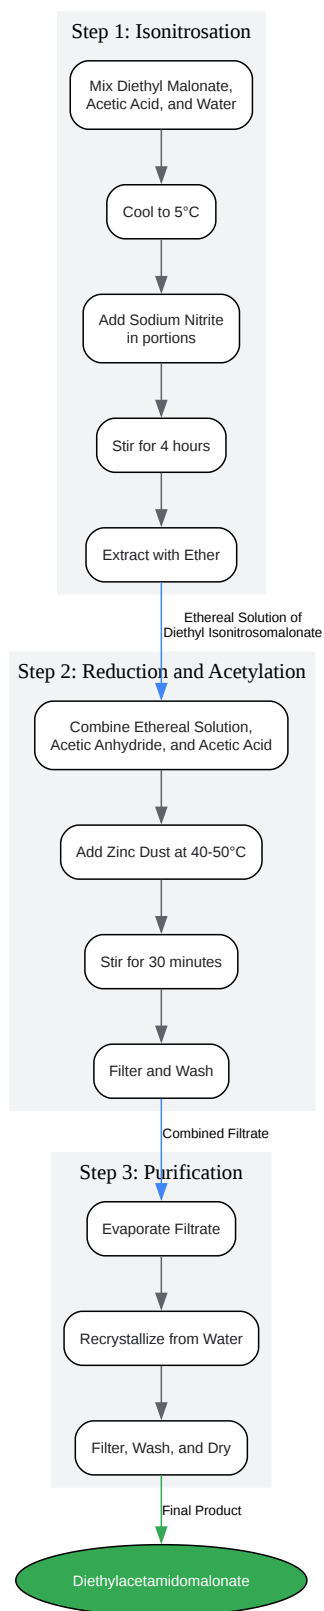 Step 1: Isonitrosation
Mix Diethyl Malonate,
Acetic Acid, and Water
Cool to 5°C
Add Sodium Nitrite
in portions
Stir for 4 hours
Extract with Ether
Ethereal Solution of
Diethyl Isonitrosomalonate
Step 2: Reduction and Acetylation
Combine Ethereal Solution,
Acetic Anhydride, and Acetic Acid
Add Zinc Dust at 40-50°C
Stir for 30 minutes
Filter and Wash
Combined Filtrate
Step 3: Purification
Evaporate Filtrate
Recrystallize from Water
Filter, Wash, and Dry
Final Product
Diethylacetamidomalonate